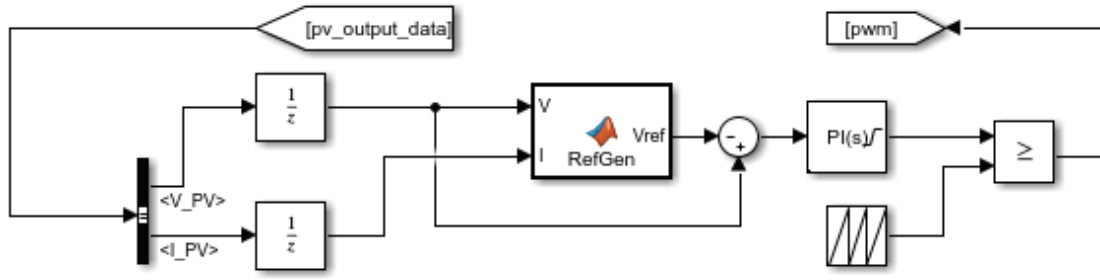 [pv_output_data]
[pwm]
1
z
V
I
Vref
RefGen
-
+
PI(s)
≥
<V_PV>
1
z
<I_PV>